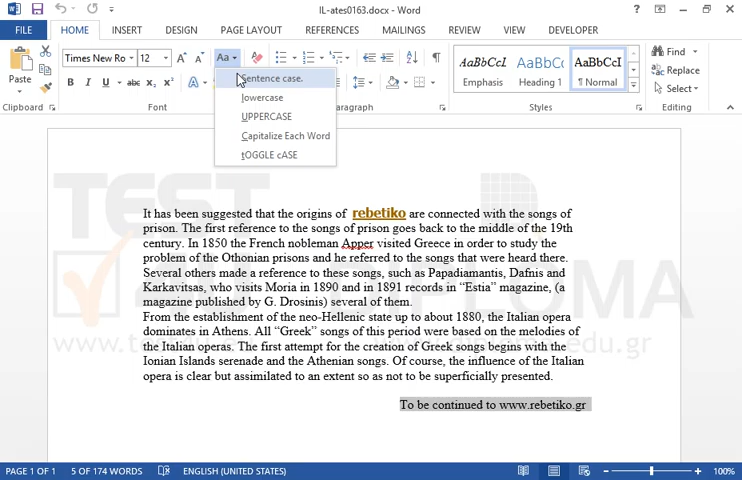 IL-ates0163.docx - Word
FILE HOME INSERT DESIGN PAGE LAYOUT REFERENCES MAILINGS REVIEW VIEW DEVELOPER
Times New Ro 12 Aa AaBbCcI AaBbCc AaBbCcI Find
Paste Replace
B I U abc A Emphasis Heading 1 ¶ Normal Select
Clipboard Font Paragraph Styles Editing
Sentence case.
lowercase
UPPERCASE
Capitalize Each Word
tOGGLE cASE
It has been suggested that the origins of rebetiko are connected with the songs of
prison. The first reference to the songs of prison goes back to the middle of the 19th
century. In 1850 the French nobleman Apper visited Greece in order to study the
problem of the Othonian prisons and he referred to the songs that were heard there.
Several others made a reference to these songs, such as Papadiamantis, Dafnis and
Karkavitsas, who visits Moria in 1890 and in 1891 records in “Estia” magazine, (a
magazine published by G. Drosinis) several of them.
From the establishment of the neo-Hellenic state up to about 1880, the Italian opera
dominates in Athens. All “Greek” songs of this period were based on the melodies of
the Italian operas. The first attempt for the creation of Greek songs begins with the
Ionian Islands serenade and the Athenian songs. Of course, the influence of the Italian
opera is clear but assimilated to an extent so as not to be superficially presented.
To be continued to www.rebetiko.gr
PAGE 1 OF 1 5 OF 174 WORDS ENGLISH (UNITED STATES) 100%